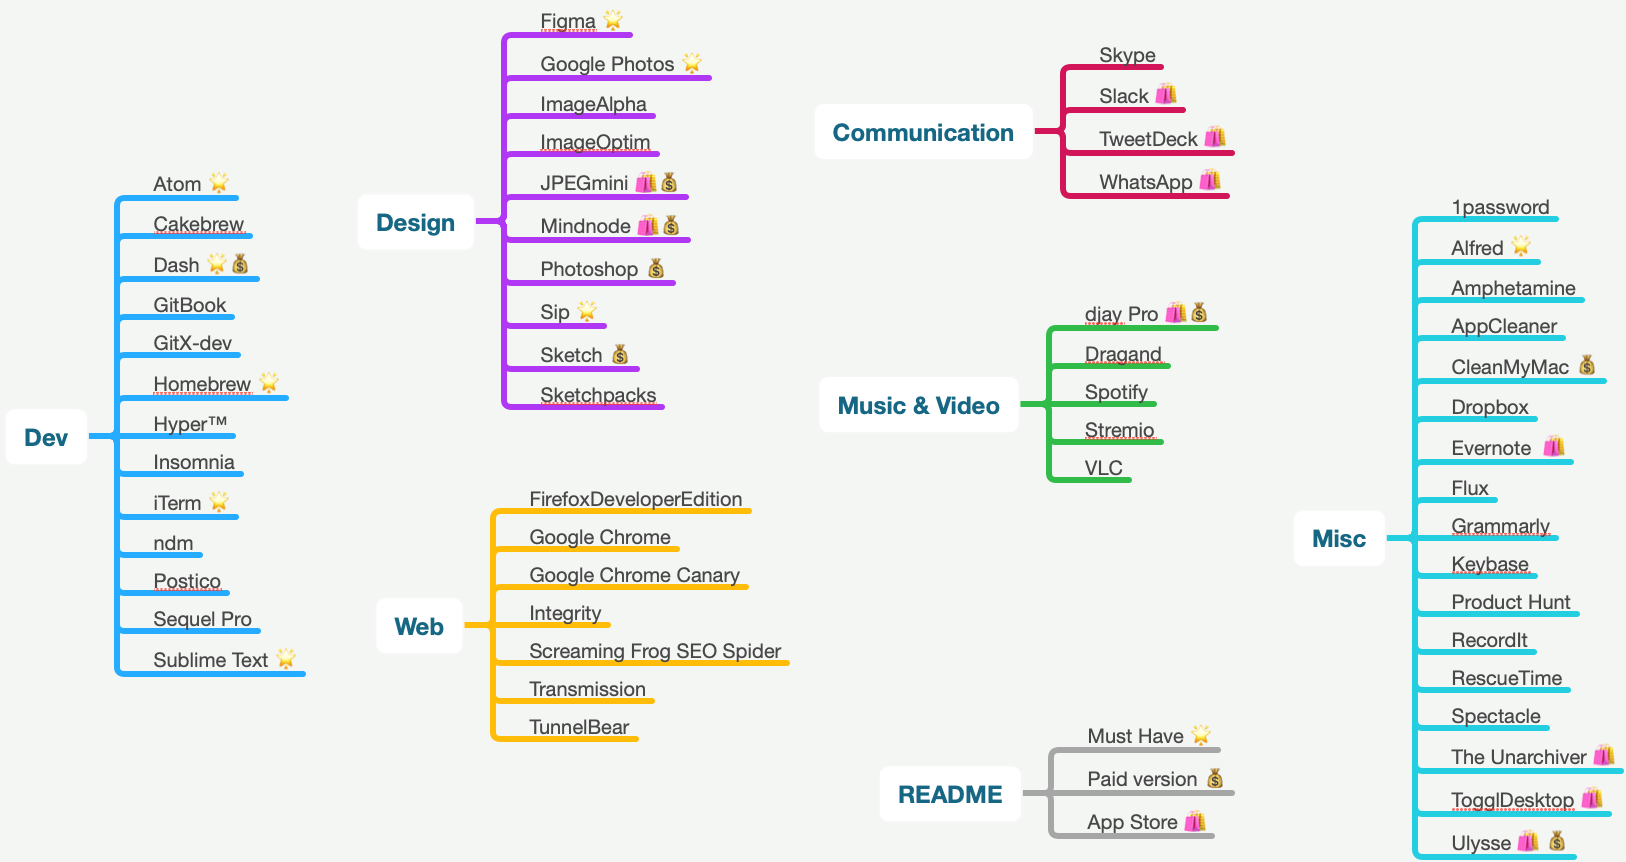 Dev
Atom 🌟
Cakebrew
Dash 🌟💰
GitBook
GitX-dev
Homebrew 🌟
Hyper™
Insomnia
iTerm 🌟
ndm
Postico
Sequel Pro
Sublime Text 🌟
Design
Figma 🌟
Google Photos 🌟
ImageAlpha
ImageOptim
JPEGmini 🛍💰
Mindnode 🛍💰
Photoshop 💰
Sip 🌟
Sketch 💰
Sketchpacks
Web
FirefoxDeveloperEdition
Google Chrome
Google Chrome Canary
Integrity
Screaming Frog SEO Spider
Transmission
TunnelBear
Communication
Skype
Slack 🛍
TweetDeck 🛍
WhatsApp 🛍
Music & Video
djay Pro 🛍💰
Dragand
Spotify
Stremio
VLC
README
Must Have 🌟
Paid version 💰
App Store 🛍
Misc
1password
Alfred 🌟
Amphetamine
AppCleaner
CleanMyMac 💰
Dropbox
Evernote 🛍
Flux
Grammarly
Keybase
Product Hunt
RecordIt
RescueTime
Spectacle
The Unarchiver 🛍
TogglDesktop 🛍
Ulysse 🛍 💰